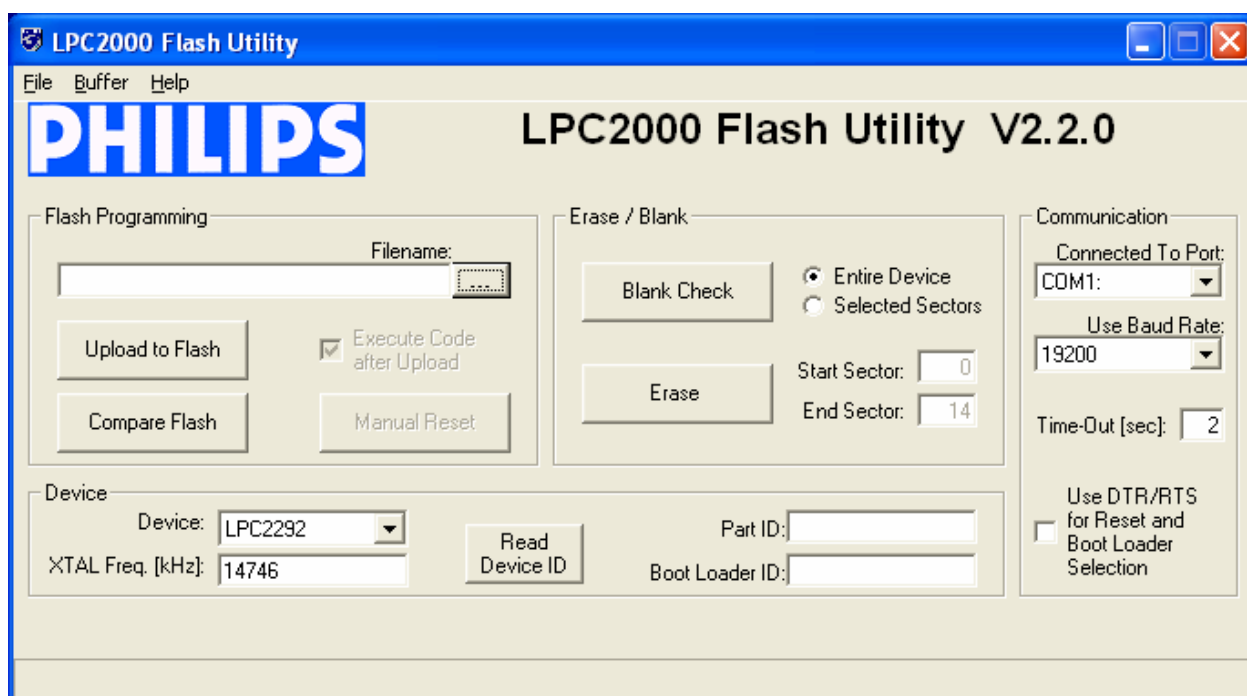 LPC2000 Flash Utility
File Buffer Help
PHILIPS
LPC2000 Flash Utility V2.2.0
Flash Programming
Filename:
...
Upload to Flash
Execute Code
after Upload
Compare Flash
Manual Reset
Erase / Blank
Blank Check
Entire Device
Selected Sectors
Erase
Start Sector: 0
End Sector: 14
Communication
Connected To Port:
COM1:
Use Baud Rate:
19200
Time-Out [sec]: 2
Use DTR/RTS
for Reset and
Boot Loader
Selection
Device
Device: LPC2292
XTAL Freq. [kHz]: 14746
Read
Device ID
Part ID:
Boot Loader ID: